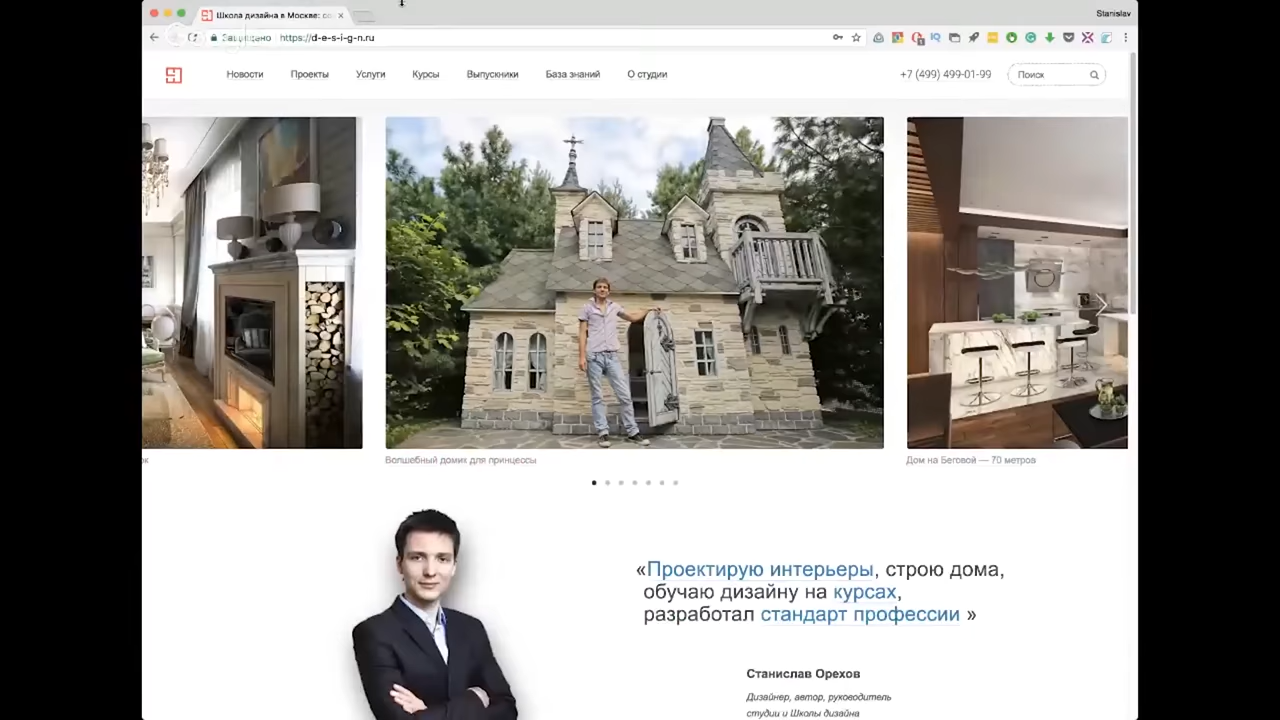 Школа дизайна в Москве:
Stanislav
Защищено https://d-e-s-i-g-n.ru
Новости Проекты Услуги Курсы Выпускники База знаний О студии +7 (499) 499-01-99 Поиск
Волшебный домик для принцессы
Дом на Беговой — 70 метров
«Проектирую интерьеры, строю дома,
обучаю дизайну на курсах,
разработал стандарт профессии »
Станислав Орехов
Дизайнер, автор, руководитель
студии и Школы дизайна